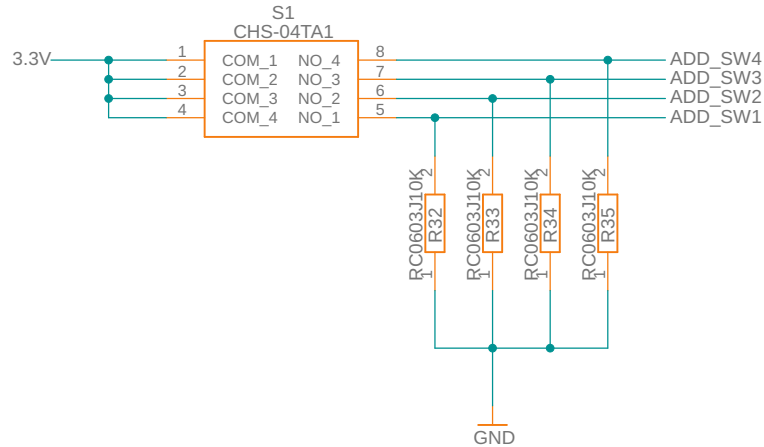 S1
CHS-04TA1
3.3V
1 COM_1 NO_4 8 ADD_SW4
2 COM_2 NO_3 7 ADD_SW3
3 COM_3 NO_2 6 ADD_SW2
4 COM_4 NO_1 5 ADD_SW1
RC0603J10K 2 R32 1
RC0603J10K 2 R33 1
RC0603J10K 2 R34 1
RC0603J10K 2 R35 1
GND